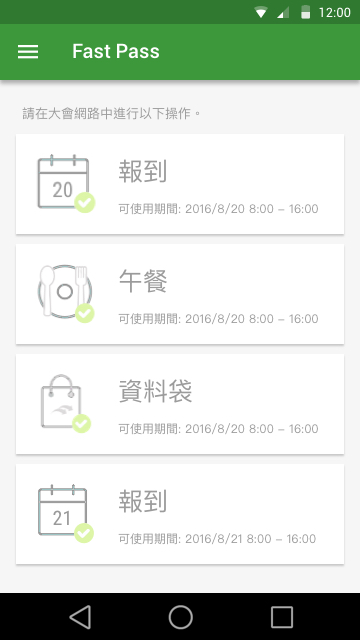 12:00
Fast Pass
請在大會網路中進行以下操作。
20
報到
可使用期間: 2016/8/20 8:00 – 16:00
午餐
可使用期間: 2016/8/20 8:00 – 16:00
資料袋
可使用期間: 2016/8/20 8:00 – 16:00
21
報到
可使用期間: 2016/8/21 8:00 – 16:00